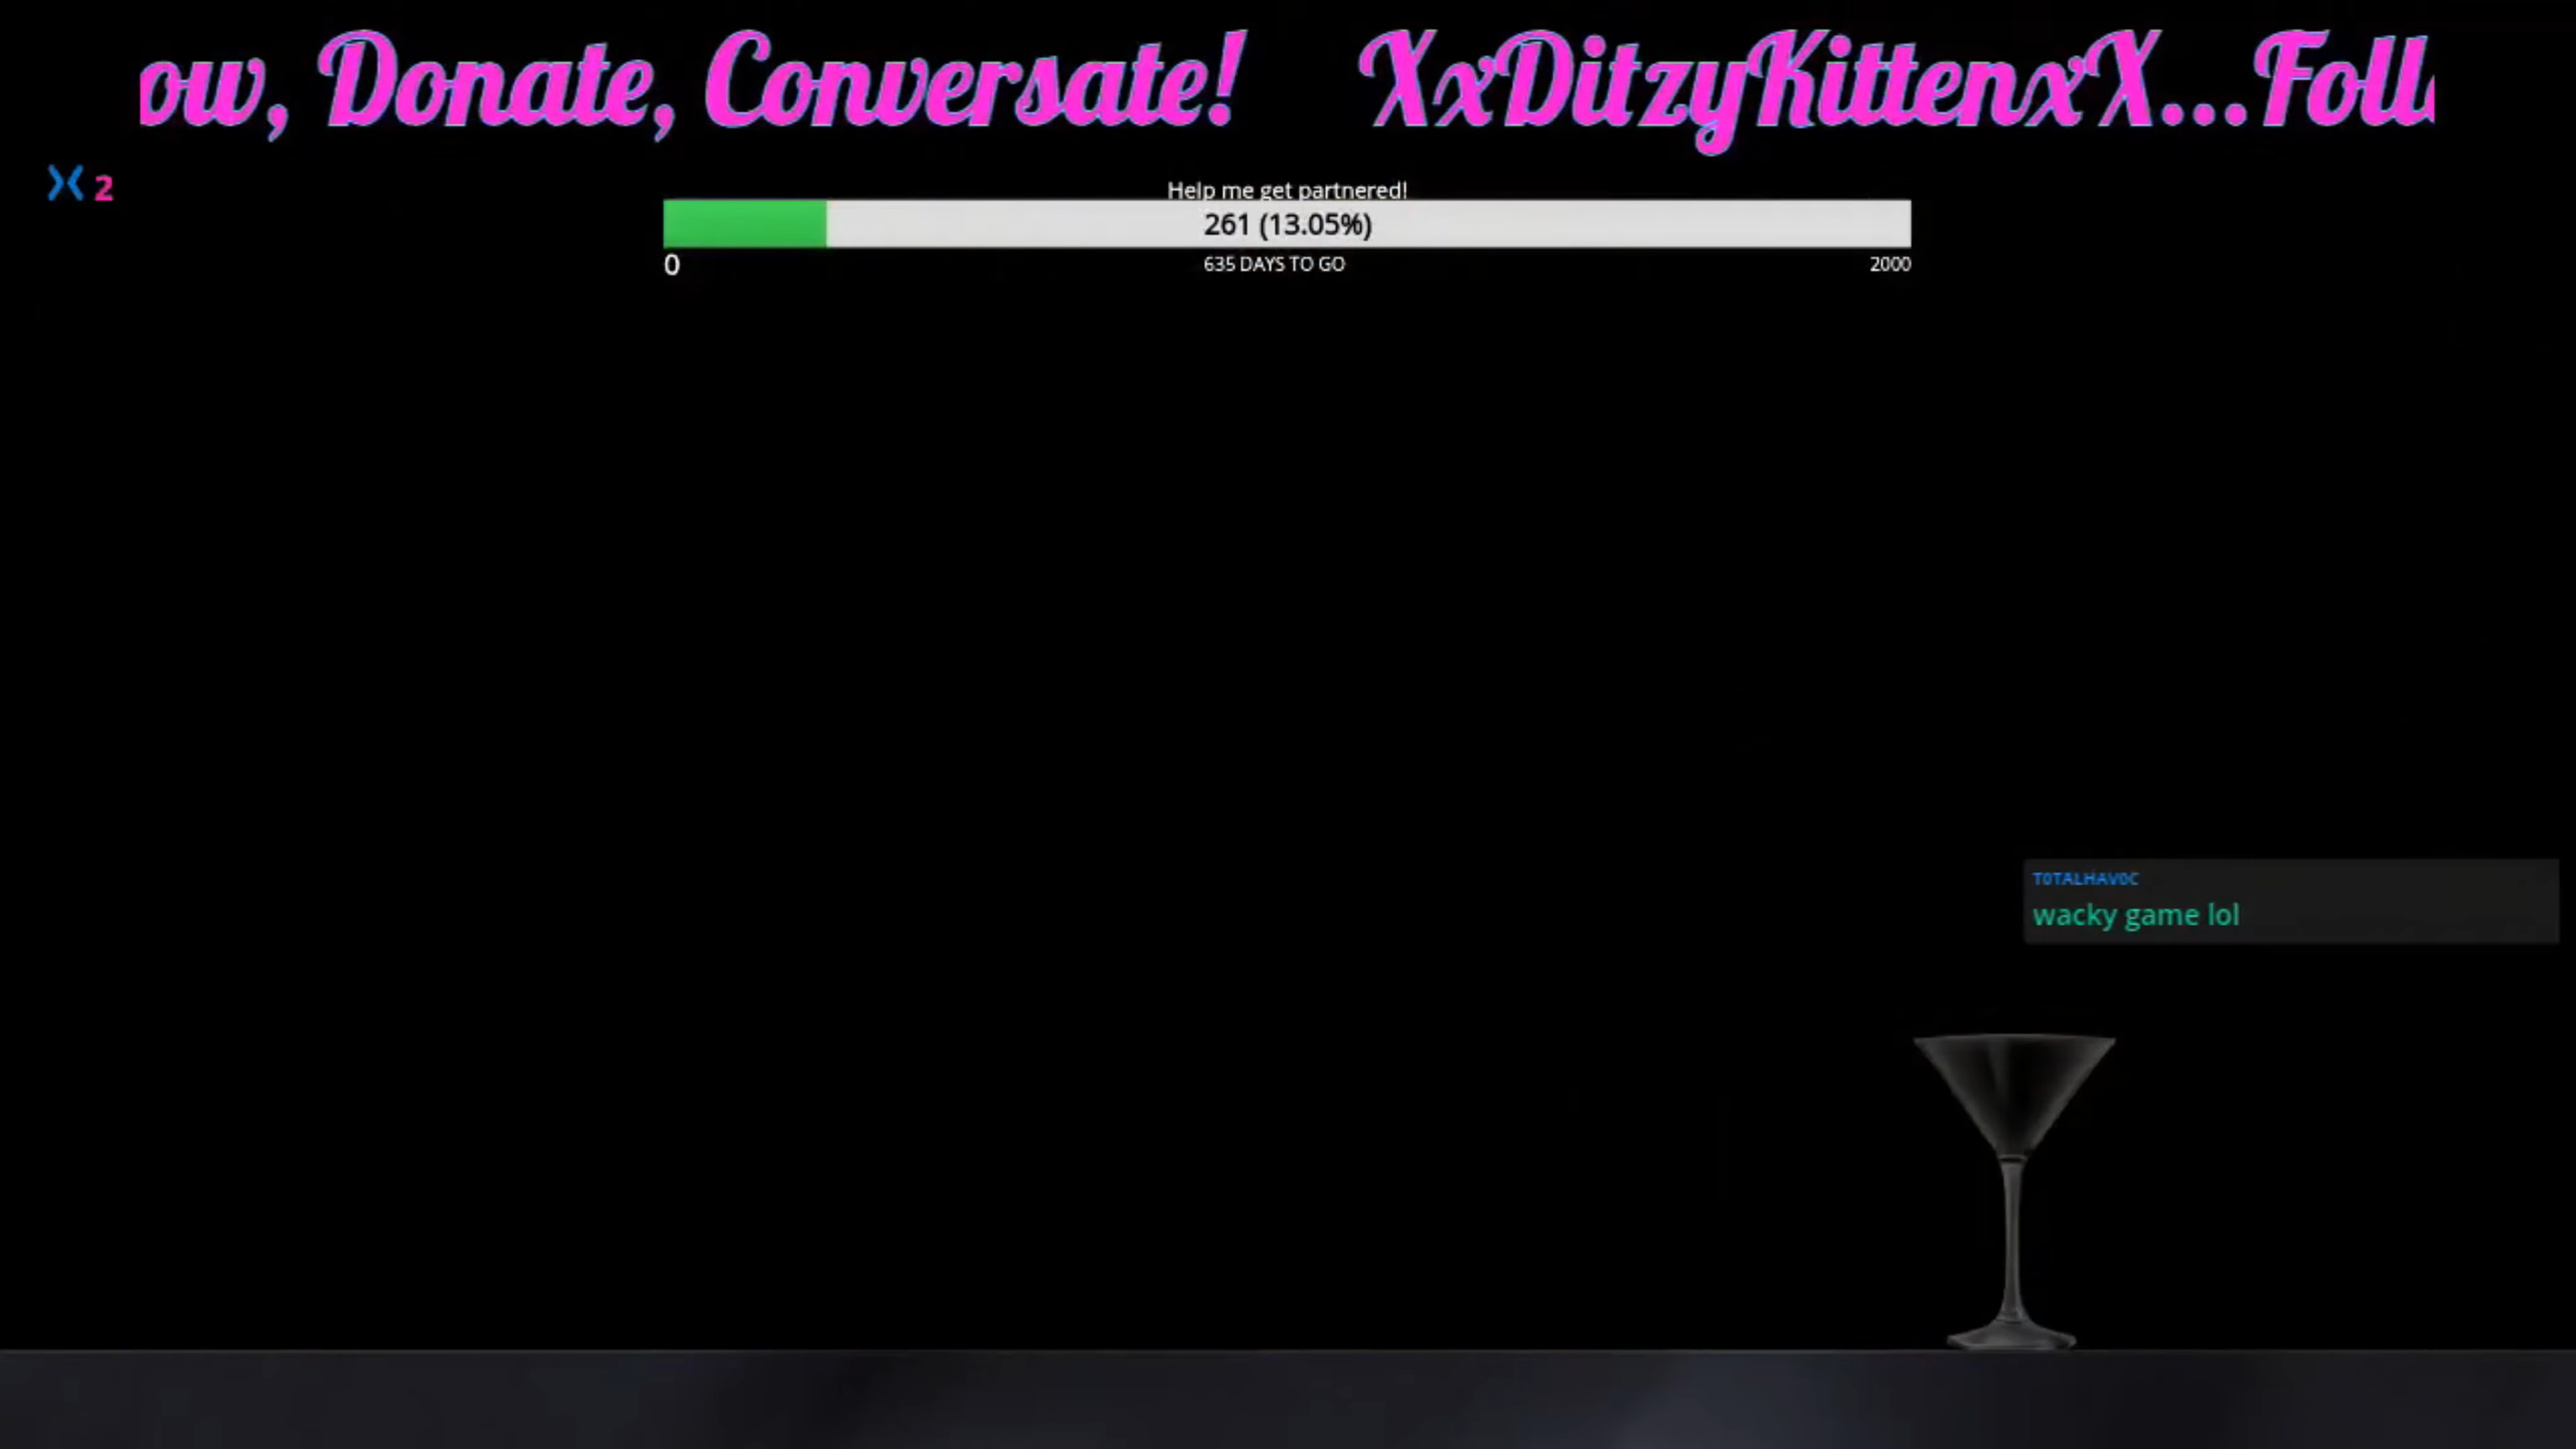 ow, Donate, Conversate! XxDitzyKittenxX...Foll
2
Help me get partnered!
261 (13.05%)
0 635 DAYS TO GO 2000
T0TALHAV0C
wacky game lol